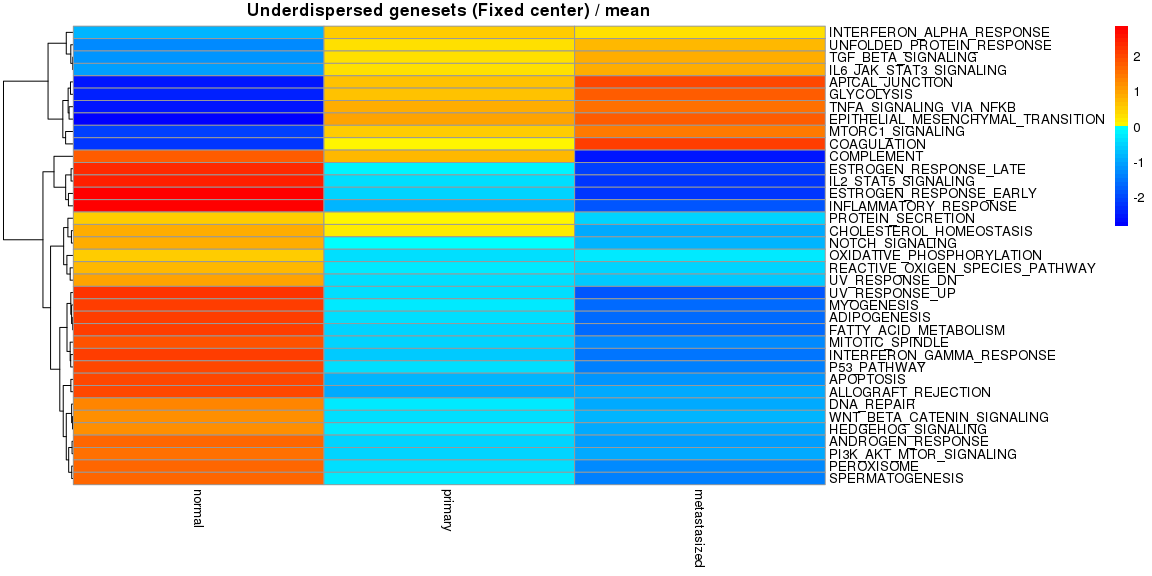 Underdispersed genesets (Fixed center) / mean
INTERFERON_ALPHA_RESPONSE
UNFOLDED_PROTEIN_RESPONSE
TGF_BETA_SIGNALING
IL6_JAK_STAT3_SIGNALING
APICAL_JUNCTION
GLYCOLYSIS
TNFA_SIGNALING_VIA_NFKB
EPITHELIAL_MESENCHYMAL_TRANSITION
MTORC1_SIGNALING
COAGULATION
COMPLEMENT
ESTROGEN_RESPONSE_LATE
IL2_STAT5_SIGNALING
ESTROGEN_RESPONSE_EARLY
INFLAMMATORY_RESPONSE
PROTEIN_SECRETION
CHOLESTEROL_HOMEOSTASIS
NOTCH_SIGNALING
OXIDATIVE_PHOSPHORYLATION
REACTIVE_OXIGEN_SPECIES_PATHWAY
UV_RESPONSE_DN
UV_RESPONSE_UP
MYOGENESIS
ADIPOGENESIS
FATTY_ACID_METABOLISM
MITOTIC_SPINDLE
INTERFERON_GAMMA_RESPONSE
P53_PATHWAY
APOPTOSIS
ALLOGRAFT_REJECTION
DNA_REPAIR
WNT_BETA_CATENIN_SIGNALING
HEDGEHOG_SIGNALING
ANDROGEN_RESPONSE
PI3K_AKT_MTOR_SIGNALING
PEROXISOME
SPERMATOGENESIS
normal
primary
metastasized
2
1
0
-1
-2